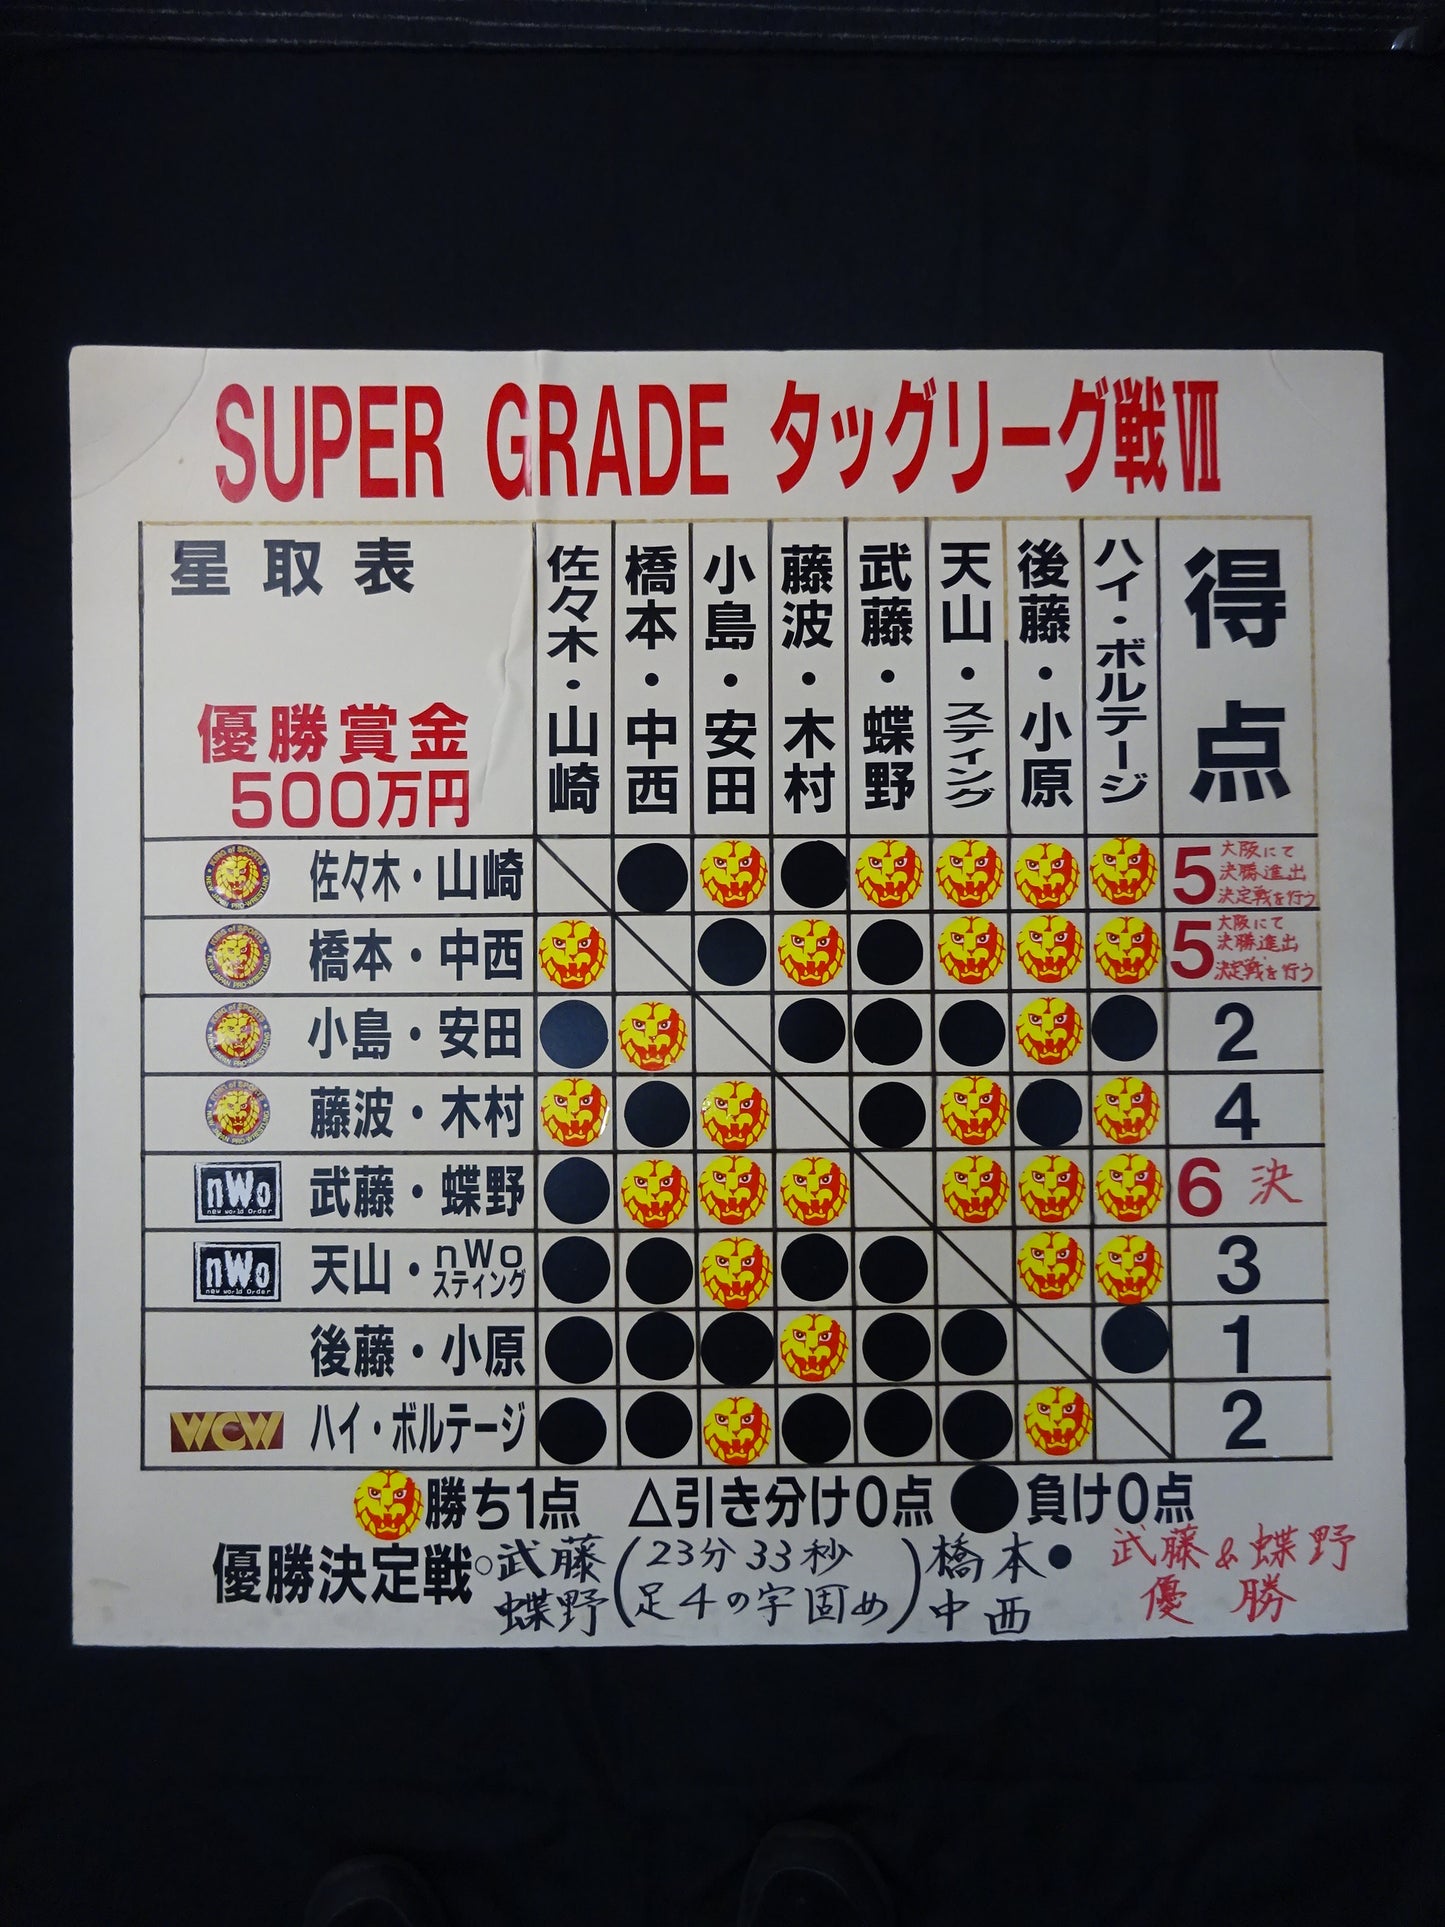 SUPER GRADE タッグリーグ戦Ⅶ
星取表
優勝賞金
500万円
佐々木・山崎
橋本・中西
小島・安田
藤波・木村
武藤・蝶野
天山・スティング
後藤・小原
ハイ・ボルテージ
得点
佐々木・山崎
5
大阪にて
決勝進出
決定戦を行う
橋本・中西
5
大阪にて
決勝進出
決定戦を行う
小島・安田
2
藤波・木村
4
nWo
new world Order
武藤・蝶野
6 決
nWo
new world Order
天山・nWo
スティング
3
後藤・小原
1
WCW
ハイ・ボルテージ
2
勝ち1点 △引き分け0点 ●負け0点
優勝決定戦○武藤
蝶野
(23分33秒
足4の字固め)
橋本●
中西
武藤&蝶野
優勝